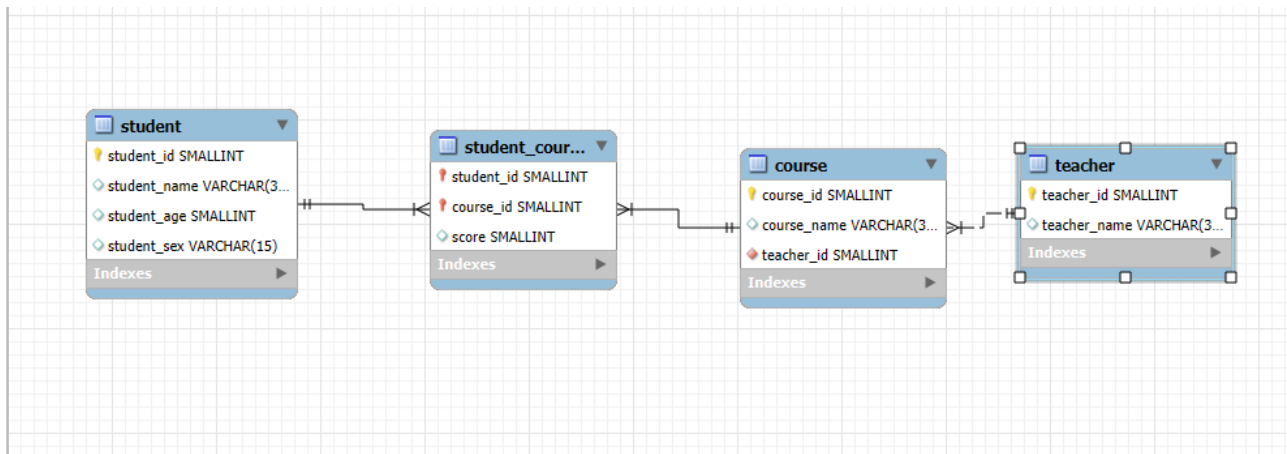 student
student_id SMALLINT
student_name VARCHAR(3...
student_age SMALLINT
student_sex VARCHAR(15)
Indexes
student_cour...
student_id SMALLINT
course_id SMALLINT
score SMALLINT
Indexes
course
course_id SMALLINT
course_name VARCHAR(3...
teacher_id SMALLINT
Indexes
teacher
teacher_id SMALLINT
teacher_name VARCHAR(3...
Indexes